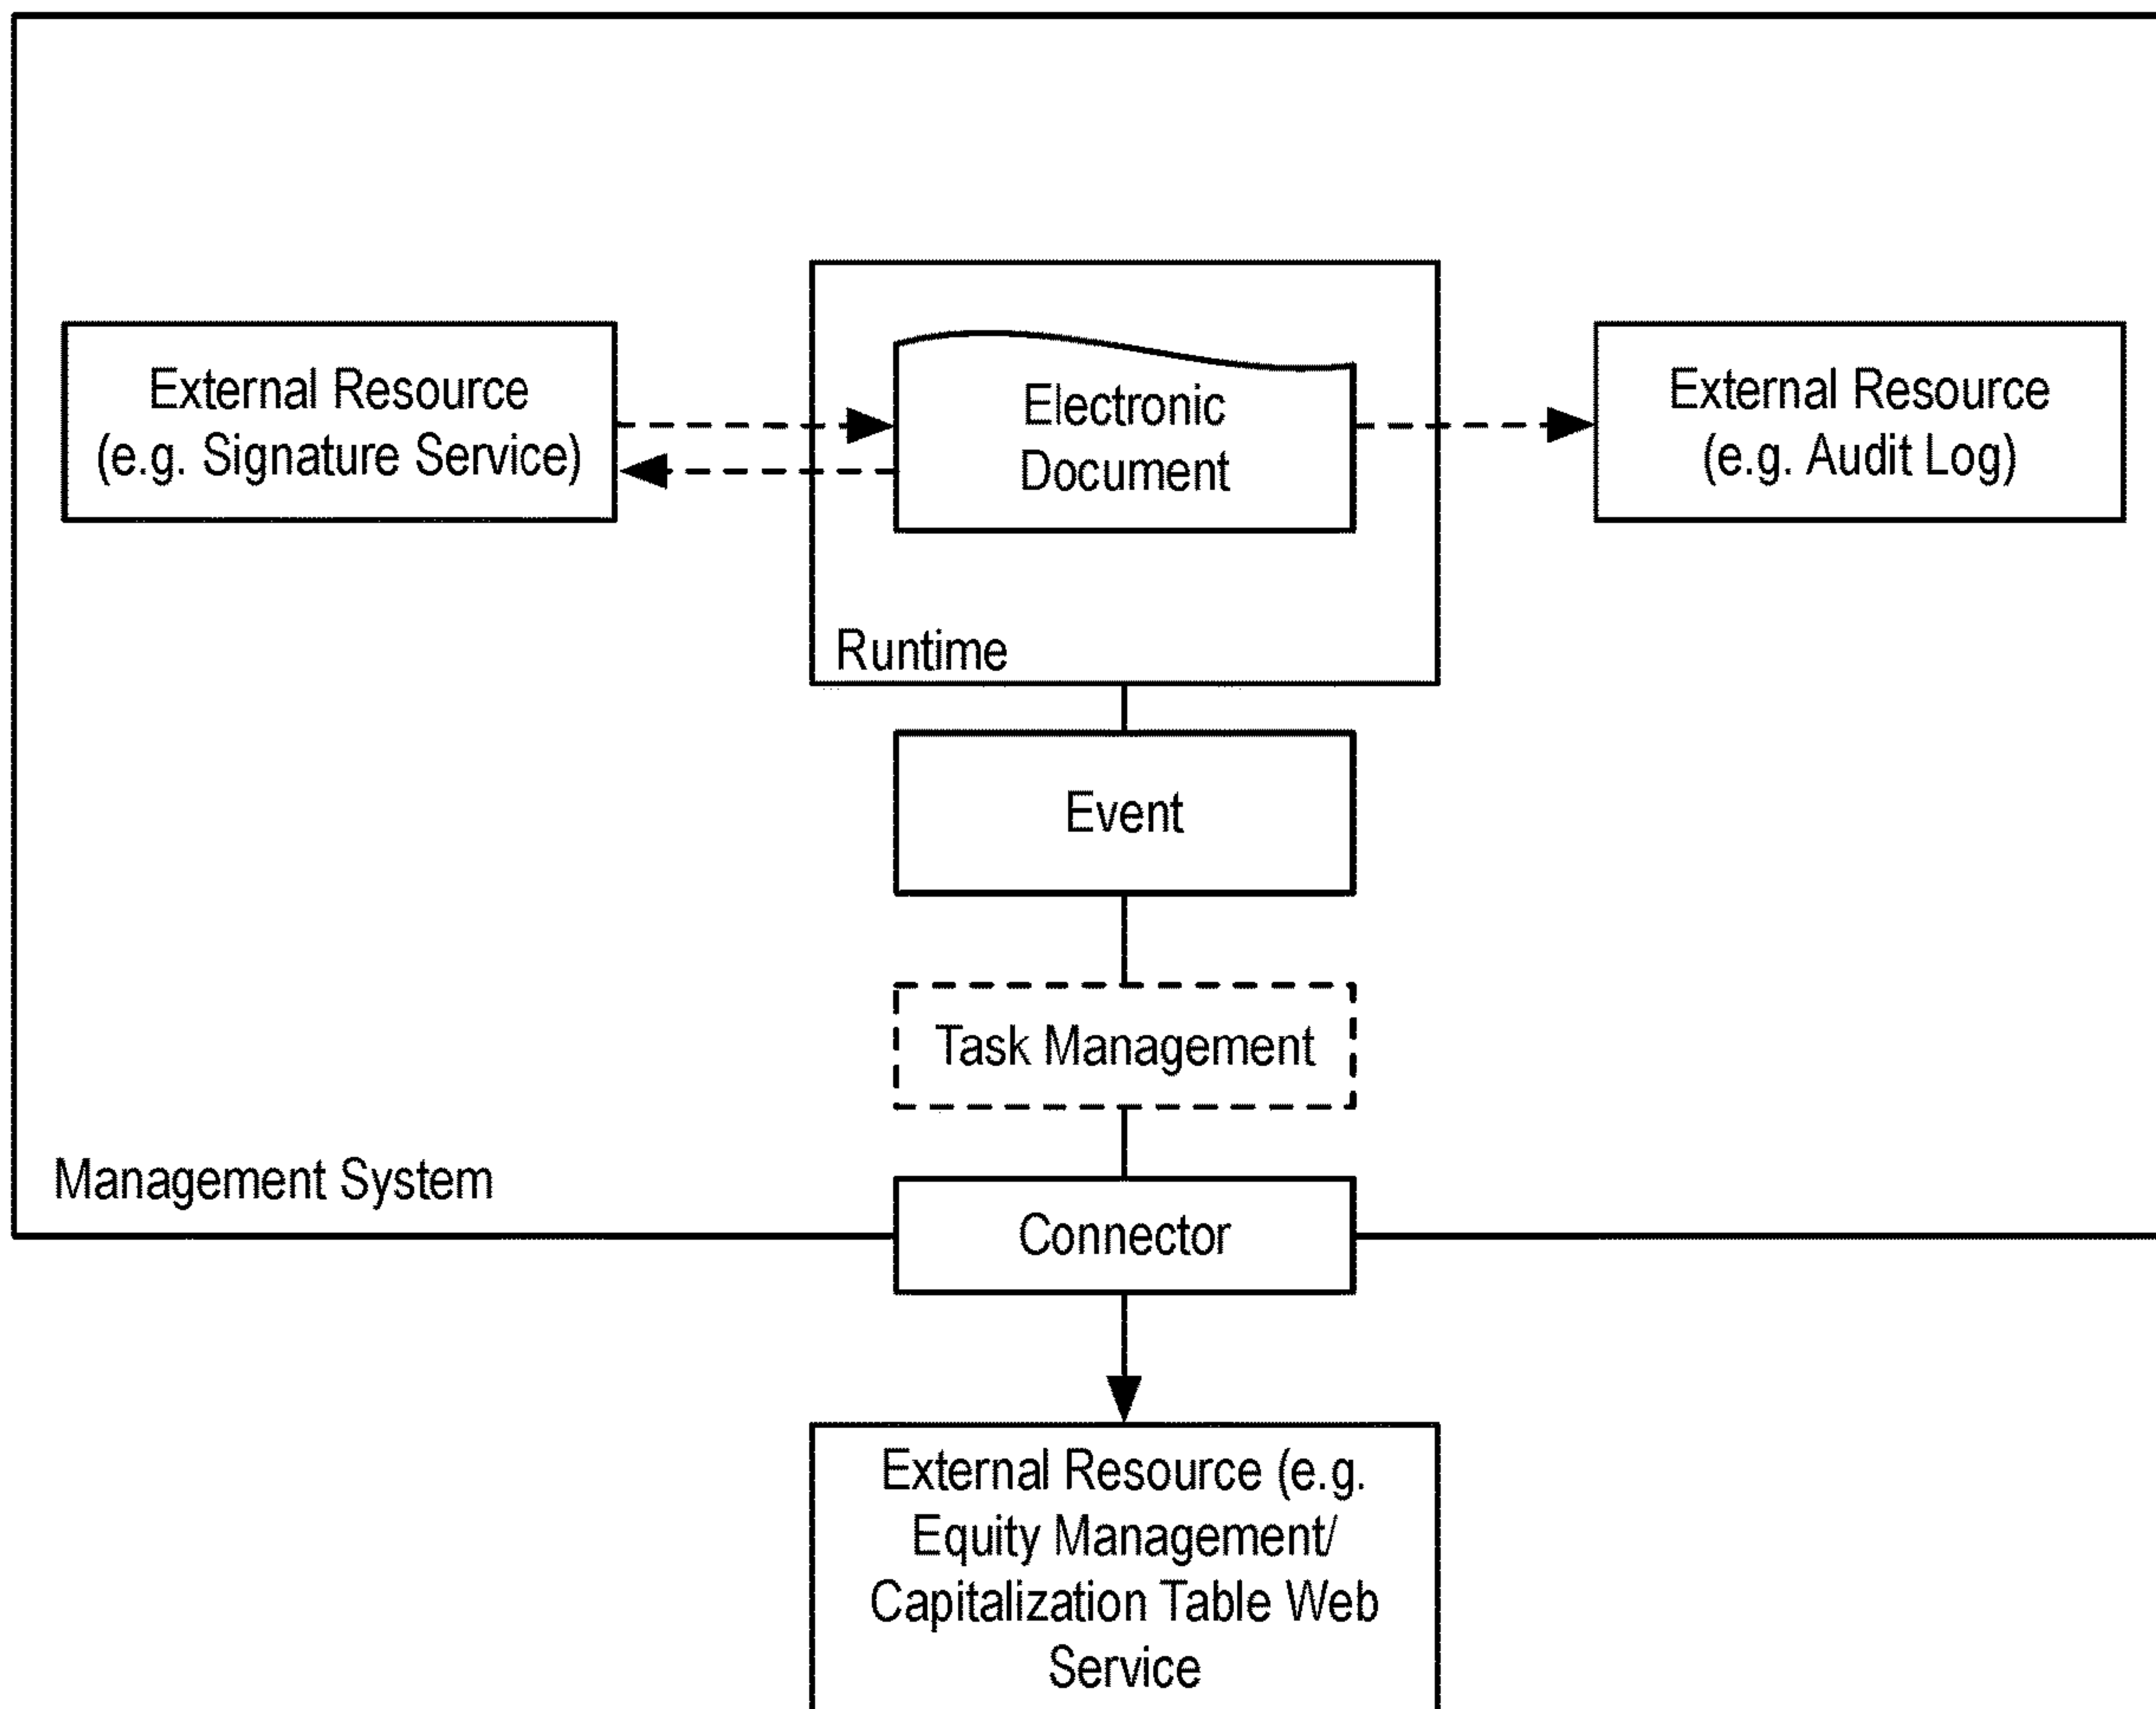 External Resource
(e.g. Signature Service)
Electronic
Document
External Resource
(e.g. Audit Log)
Runtime
Event
Task Management
Management System
Connector
External Resource (e.g.
Equity Management/
Capitalization Table Web
Service